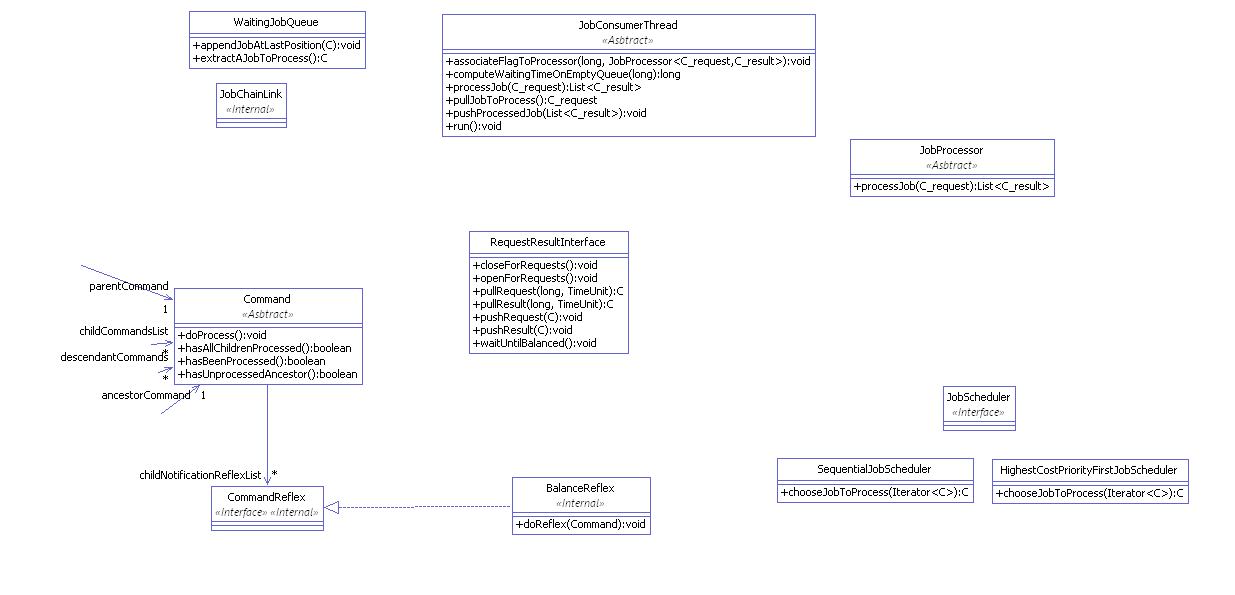 WaitingJobQueue
+appendJobAtLastPosition(C):void
+extractAJobToProcess():C
JobChainLink
«Internal»
JobConsumerThread
«Asbtract»
+associateFlagToProcessor(long, JobProcessor<C_request,C_result>):void
+computeWaitingTimeOnEmptyQueue(long):long
+processJob(C_request):List<C_result>
+pullJobToProcess():C_request
+pushProcessedJob(List<C_result>):void
+run():void
JobProcessor
«Asbtract»
+processJob(C_request):List<C_result>
RequestResultInterface
+closeForRequests():void
+openForRequests():void
+pullRequest(long, TimeUnit):C
+pullResult(long, TimeUnit):C
+pushRequest(C):void
+pushResult(C):void
+waitUntilBalanced():void
parentCommand
1
childCommandsList
*
descendantCommands
*
ancestorCommand
1
Command
«Asbtract»
+doProcess():void
+hasAllChildrenProcessed():boolean
+hasBeenProcessed():boolean
+hasUnprocessedAncestor():boolean
childNotificationReflexList
*
CommandReflex
«Interface» «Internal»
BalanceReflex
«Internal»
+doReflex(Command):void
JobScheduler
«Interface»
SequentialJobScheduler
+chooseJobToProcess(Iterator<C>):C
HighestCostPriorityFirstJobScheduler
+chooseJobToProcess(Iterator<C>):C